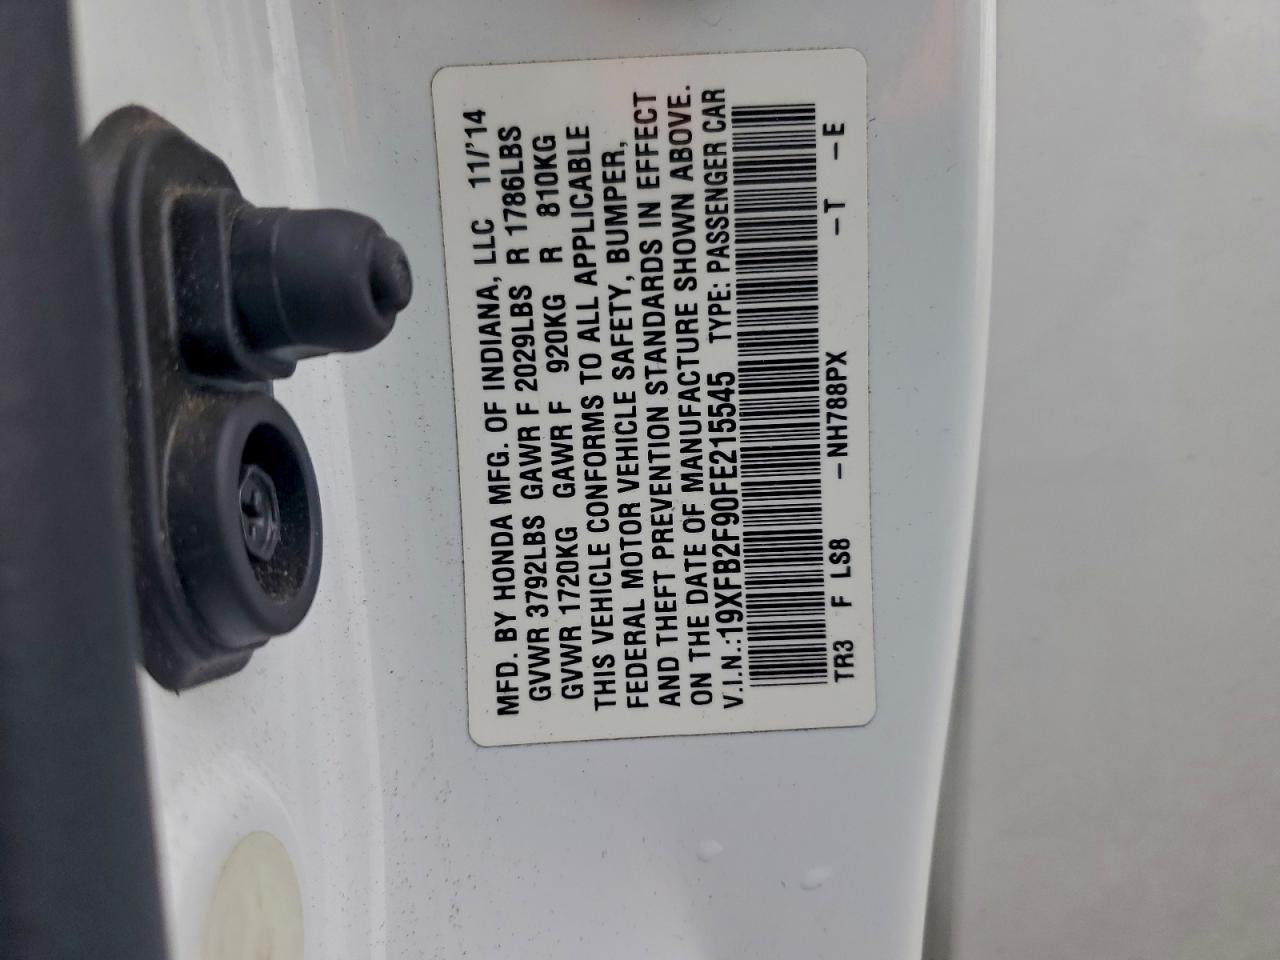 MFD. BY HONDA MFG. OF INDIANA, LLC 11/'14
GVWR 3792LBS GAWR F 2029LBS R 1786LBS
GVWR 1720KG GAWR F 920KG R 810KG
THIS VEHICLE CONFORMS TO ALL APPLICABLE
FEDERAL MOTOR VEHICLE SAFETY, BUMPER,
AND THEFT PREVENTION STANDARDS IN EFFECT
ON THE DATE OF MANUFACTURE SHOWN ABOVE.
V.I.N.:19XFB2F90FE215545 TYPE: PASSENGER CAR
TR3 F LS8 -NH788PX -T -E